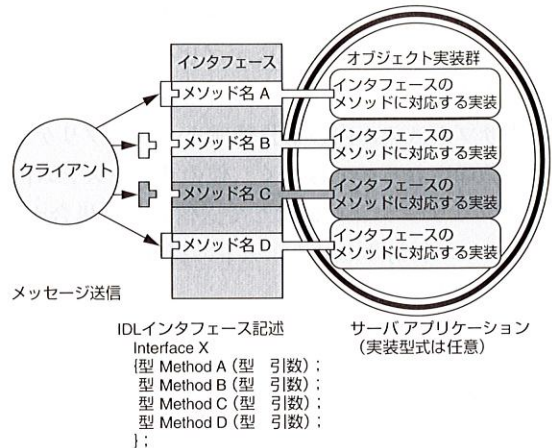 インタフェース
オブジェクト実装群
メソッド名 A
インタフェースの
メソッドに対応する実装
メソッド名 B
インタフェースの
メソッドに対応する実装
クライアント
メソッド名 C
インタフェースの
メソッドに対応する実装
メソッド名 D
インタフェースの
メソッドに対応する実装
メッセージ送信
IDLインタフェース記述
Interface X
{型 Method A (型 引数) ;
型 Method B (型 引数) ;
型 Method C (型 引数) ;
型 Method D (型 引数) ;
} ;
サーバ アプリケーション
(実装型式は任意)